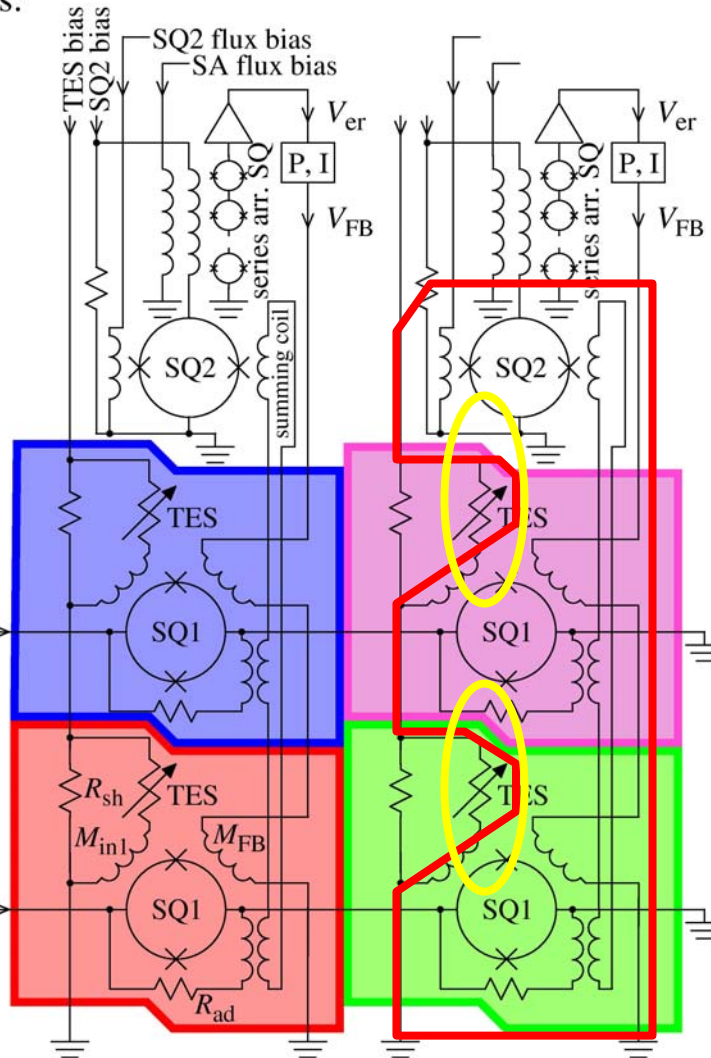 s.
TES bias
SQ2 bias
SQ2 flux bias
SA flux bias
series arr. SQ
V_er
P, I
V_FB
SQ2
summing coil
series arr. SQ
V_er
P, I
V_FB
SQ2
TES
SQ1
TES
SQ1
R_sh
TES
M_in1
M_FB
SQ1
R_ad
TES
SQ1